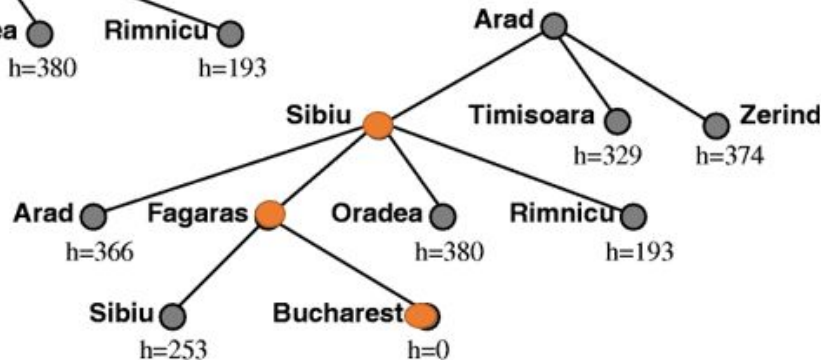 ea
Rimnicu
h=380
h=193
Arad
Sibiu
Timisoara
Zerind
h=329
h=374
Arad
Fagaras
Oradea
Rimnicu
h=366
h=380
h=193
Sibiu
Bucharest
h=253
h=0